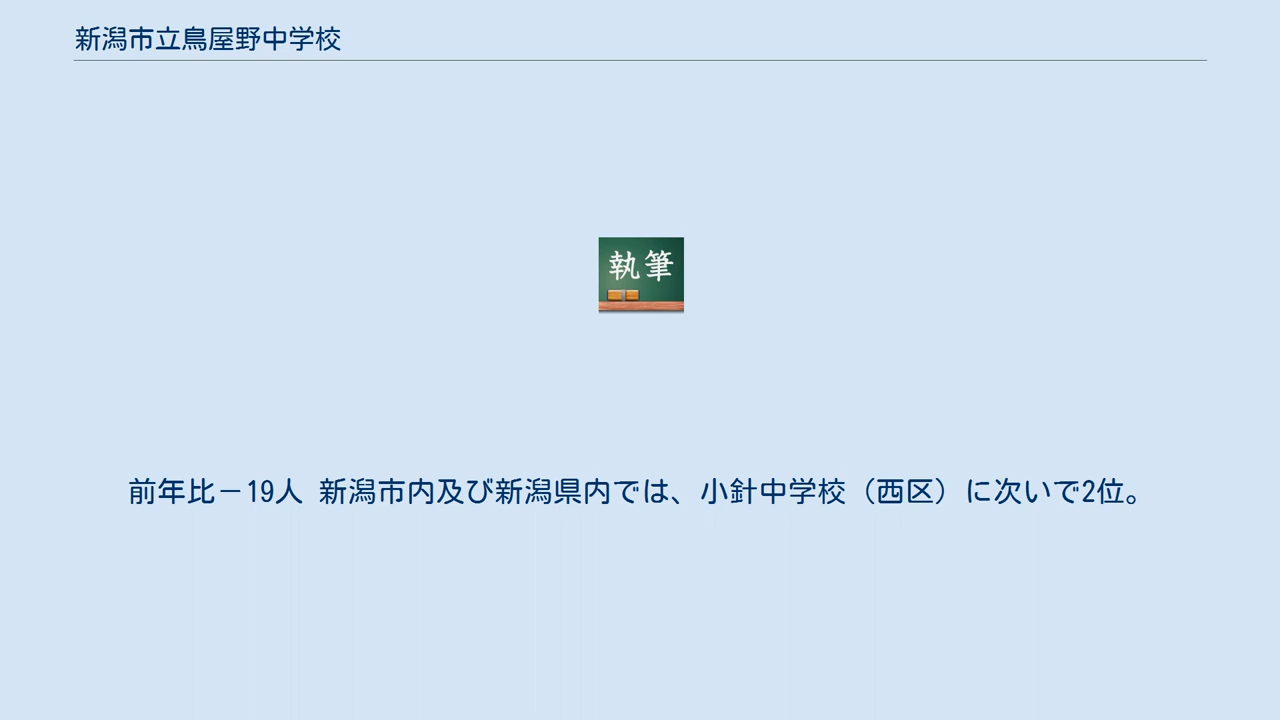 新潟市立鳥屋野中学校
執筆
前年比－19人 新潟市内及び新潟県内では、小針中学校（西区）に次いで2位。